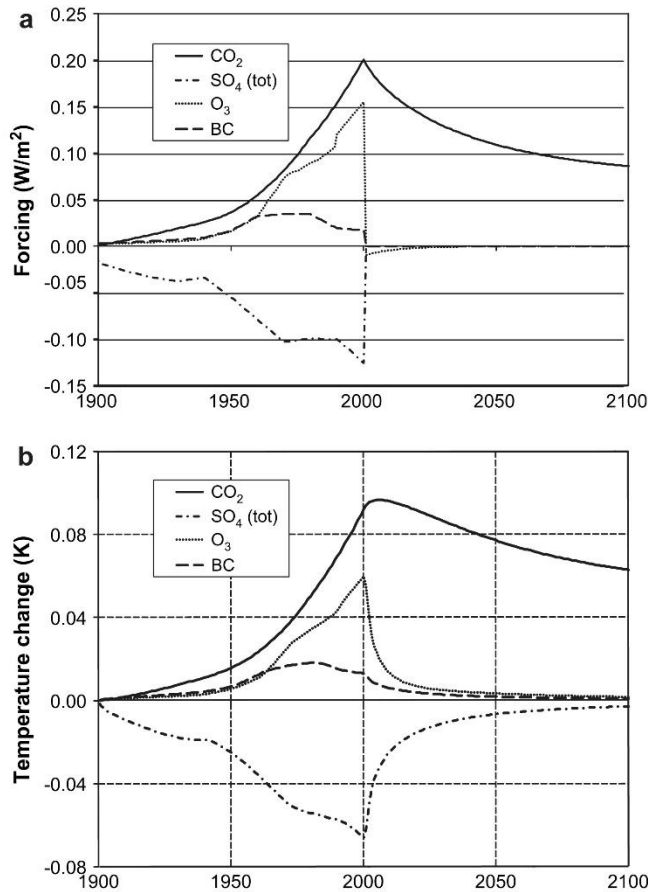 a
0.25
0.20
0.15
0.10
0.05
0.00
-0.05
-0.10
-0.15
Forcing (W/m²)
CO₂
SO₄ (tot)
O₃
BC
1900
1950
2000
2050
2100
b
0.12
0.08
0.04
0.00
-0.04
-0.08
Temperature change (K)
CO₂
SO₄ (tot)
O₃
BC
1900
1950
2000
2050
2100